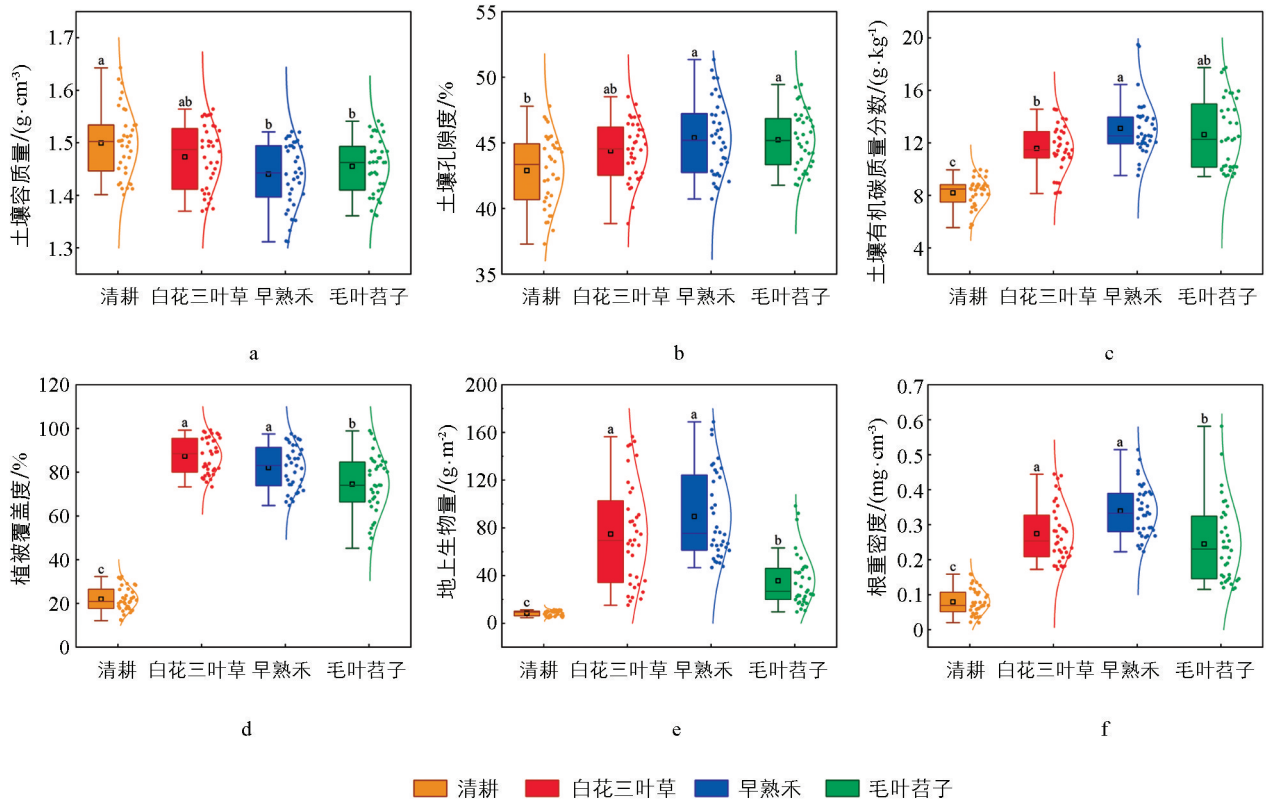 土壤容质量/(g·cm⁻³)
1.7
1.6
1.5
1.4
1.3
a
ab
b
b
清耕 白花三叶草 早熟禾 毛叶苕子
a
土壤孔隙度/%
55
50
45
40
35
b
ab
a
a
清耕 白花三叶草 早熟禾 毛叶苕子
b
土壤有机碳质量分数/(g·kg⁻¹)
20
16
12
8
4
c
b
a
ab
清耕 白花三叶草 早熟禾 毛叶苕子
c
植被覆盖度/%
120
100
80
60
40
20
0
c
a
a
b
清耕 白花三叶草 早熟禾 毛叶苕子
d
地上生物量/(g·m⁻²)
200
160
120
80
40
0
c
a
a
b
清耕 白花三叶草 早熟禾 毛叶苕子
e
根重密度/(mg·cm⁻³)
0.7
0.6
0.5
0.4
0.3
0.2
0.1
0
c
a
a
b
清耕 白花三叶草 早熟禾 毛叶苕子
f
清耕 白花三叶草 早熟禾 毛叶苕子